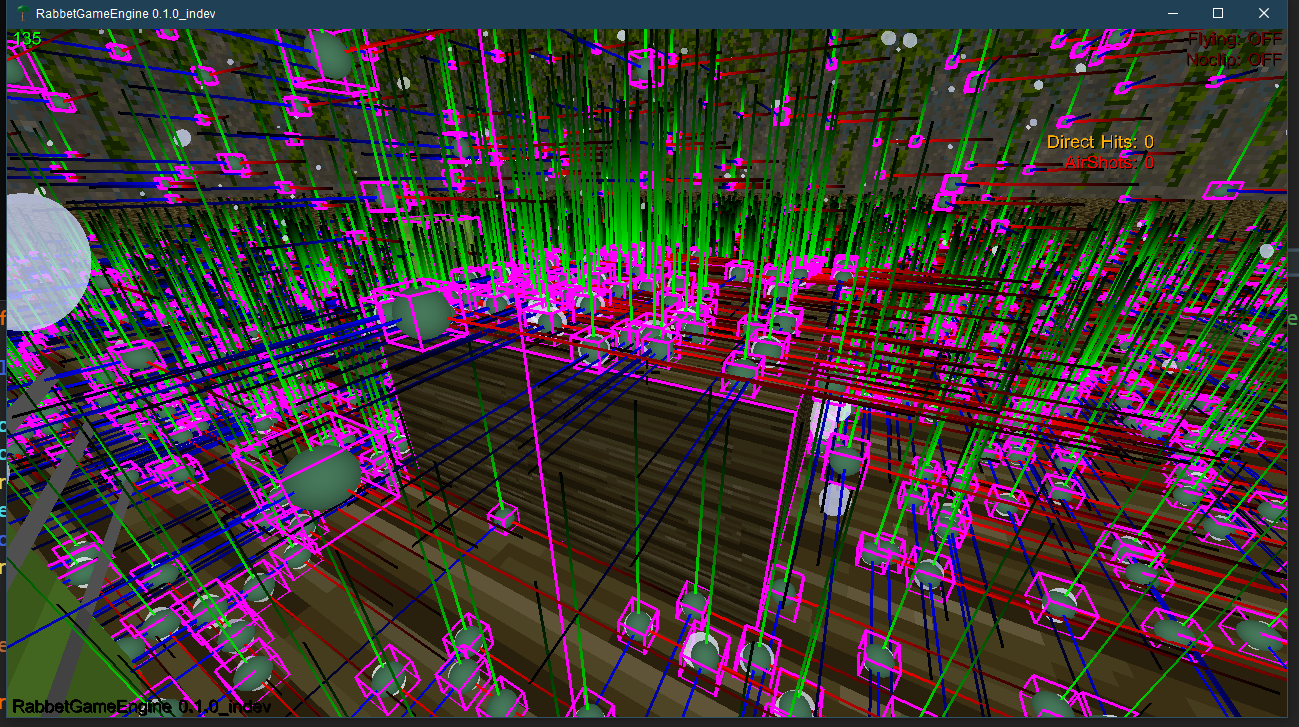 RabbetGameEngine 0.1.0_indev
135
Flying: OFF
Noclip: OFF
Direct Hits: 0
AirShots: 0
RabbetGameEngine 0.1.0_indev